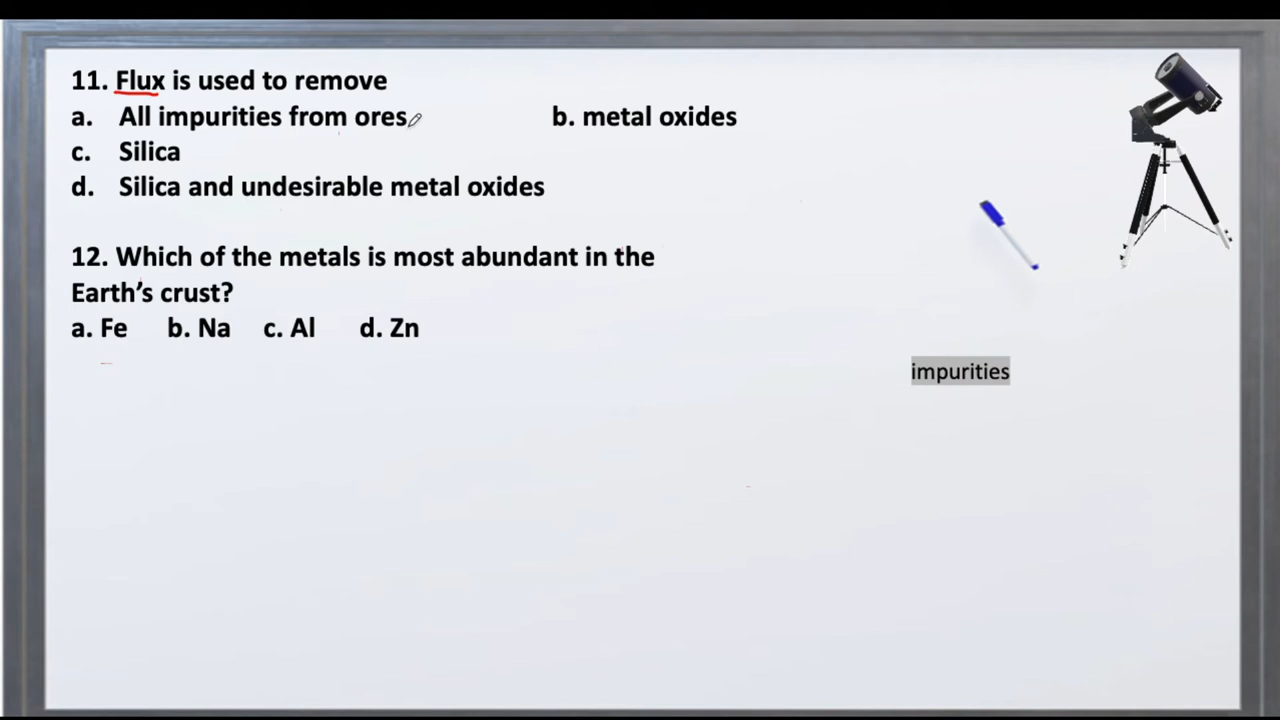 11. Flux is used to remove
a. All impurities from ores b. metal oxides
c. Silica
d. Silica and undesirable metal oxides
12. Which of the metals is most abundant in the
Earth’s crust?
a. Fe b. Na c. Al d. Zn
impurities